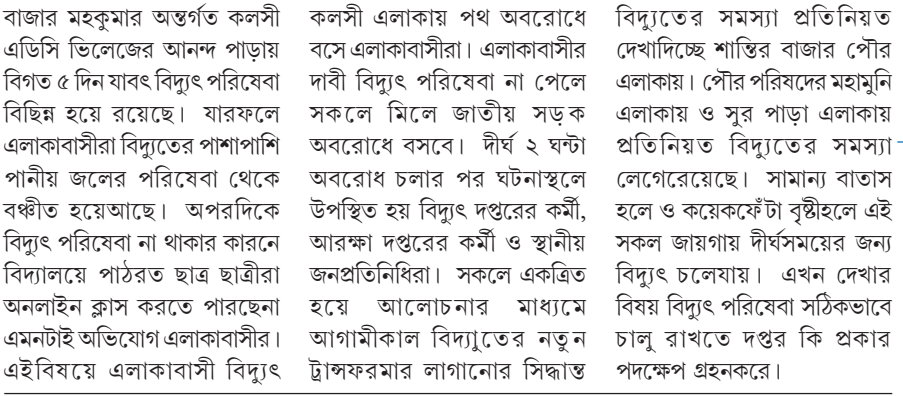 বাজার মহকুমার অন্তর্গত কলসী
এডিসি ভিলেজের আনন্দ পাড়ায়
বিগত ৫ দিন যাবৎ বিদ্যুৎ পরিষেবা
বিছিন্ন হয়ে রয়েছে। যারফলে
এলাকাবাসীরা বিদ্যুতের পাশাপাশি
পানীয় জলের পরিষেবা থেকে
বঞ্চীত হয়েআছে। অপরদিকে
বিদ্যুৎ পরিষেবা না থাকার কারনে
বিদ্যালয়ে পাঠরত ছাত্র ছাত্রীরা
অনলাইন ক্লাস করতে পারছেনা
এমনটাই অভিযোগ এলাকাবাসীর।
এইবিষয়ে এলাকাবাসী বিদ্যুৎ
কলসী এলাকায় পথ অবরোধে
বসে এলাকাবাসীরা। এলাকাবাসীর
দাবী বিদ্যুৎ পরিষেবা না পেলে
সকলে মিলে জাতীয় সড়ক
অবরোধে বসবে। দীর্ঘ ২ ঘন্টা
অবরোধ চলার পর ঘটনাস্থলে
উপস্থিত হয় বিদ্যুৎ দপ্তরের কর্মী,
আরক্ষা দপ্তরের কর্মী ও স্থানীয়
জনপ্রতিনিধিরা। সকলে একত্রিত
হয়ে আলোচনার মাধ্যমে
আগামীকাল বিদ্যাুতের নতুন
ট্রান্সফরমার লাগানোর সিদ্ধান্ত
বিদ্যুতের সমস্যা প্রতিনিয়ত
দেখাদিচ্ছে শান্তির বাজার পৌর
এলাকায়। পৌর পরিষদের মহামুনি
এলাকায় ও সুর পাড়া এলাকায়
প্রতিনিয়ত বিদ্যুতের সমস্যা
লেগেরেয়েছে। সামান্য বাতাস
হলে ও কয়েকফেঁটা বৃষ্টীহলে এই
সকল জায়গায় দীর্ঘসময়ের জন্য
বিদ্যুৎ চলেযায়। এখন দেখার
বিষয় বিদ্যুৎ পরিষেবা সঠিকভাবে
চালু রাখতে দপ্তর কি প্রকার
পদক্ষেপ গ্রহনকরে।